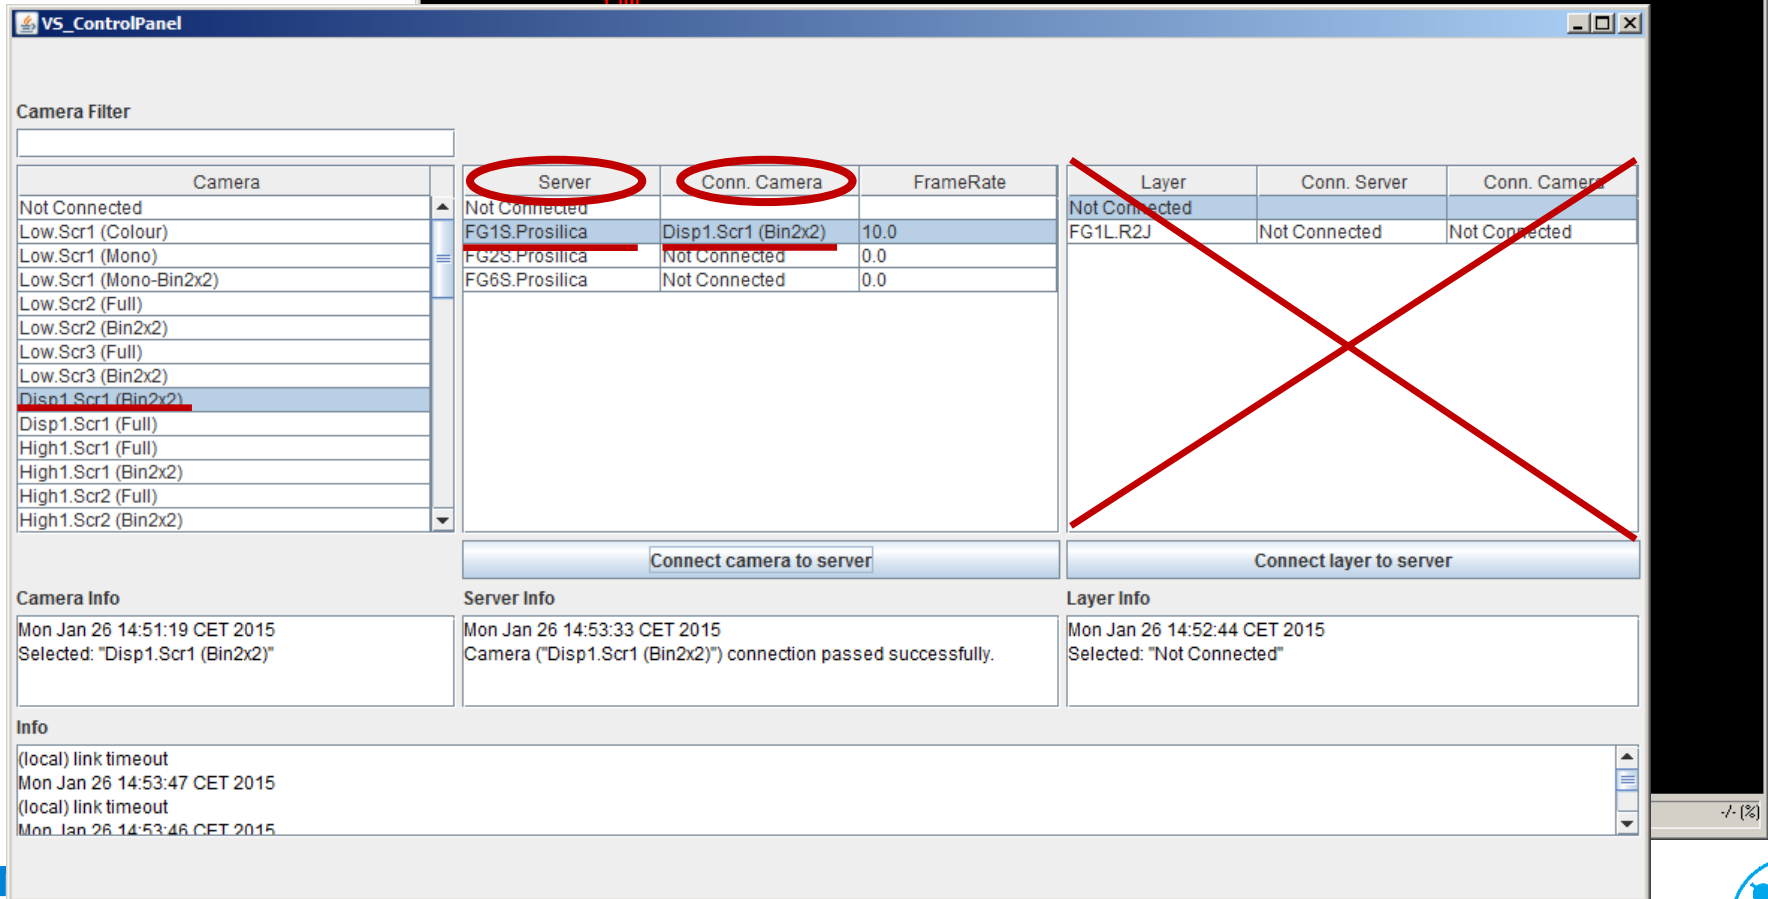 VS_ControlPanel
Camera Filter
Camera
Not Connected
Low.Scr1 (Colour)
Low.Scr1 (Mono)
Low.Scr1 (Mono-Bin2x2)
Low.Scr2 (Full)
Low.Scr2 (Bin2x2)
Low.Scr3 (Full)
Low.Scr3 (Bin2x2)
Disp1.Scr1 (Bin2x2)
Disp1.Scr1 (Full)
High1.Scr1 (Full)
High1.Scr1 (Bin2x2)
High1.Scr2 (Full)
High1.Scr2 (Bin2x2)
Server Conn. Camera FrameRate
Not Connected
FG1S.Prosilica Disp1.Scr1 (Bin2x2) 10.0
FG2S.Prosilica Not Connected 0.0
FG6S.Prosilica Not Connected 0.0
Connect camera to server
Layer Conn. Server Conn. Camera
Not Connected
FG1L.R2J Not Connected Not Connected
Connect layer to server
Camera Info
Mon Jan 26 14:51:19 CET 2015
Selected: "Disp1.Scr1 (Bin2x2)"
Server Info
Mon Jan 26 14:53:33 CET 2015
Camera ("Disp1.Scr1 (Bin2x2)") connection passed successfully.
Layer Info
Mon Jan 26 14:52:44 CET 2015
Selected: "Not Connected"
Info
(local) link timeout
Mon Jan 26 14:53:47 CET 2015
(local) link timeout
Mon Jan 26 14:53:46 CET 2015
-/- (%)